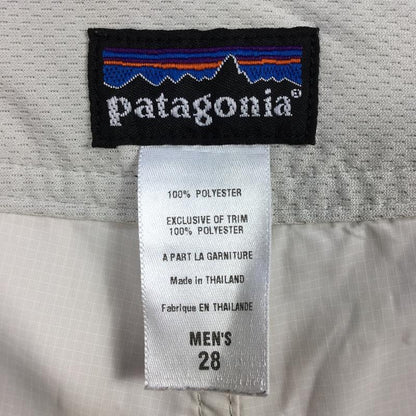 patagonia®
100% POLYESTER
EXCLUSIVE OF TRIM
100% POLYESTER
A PART LA GARNITURE
Made in THAILAND
Fabrique EN THAILANDE
MEN'S
28